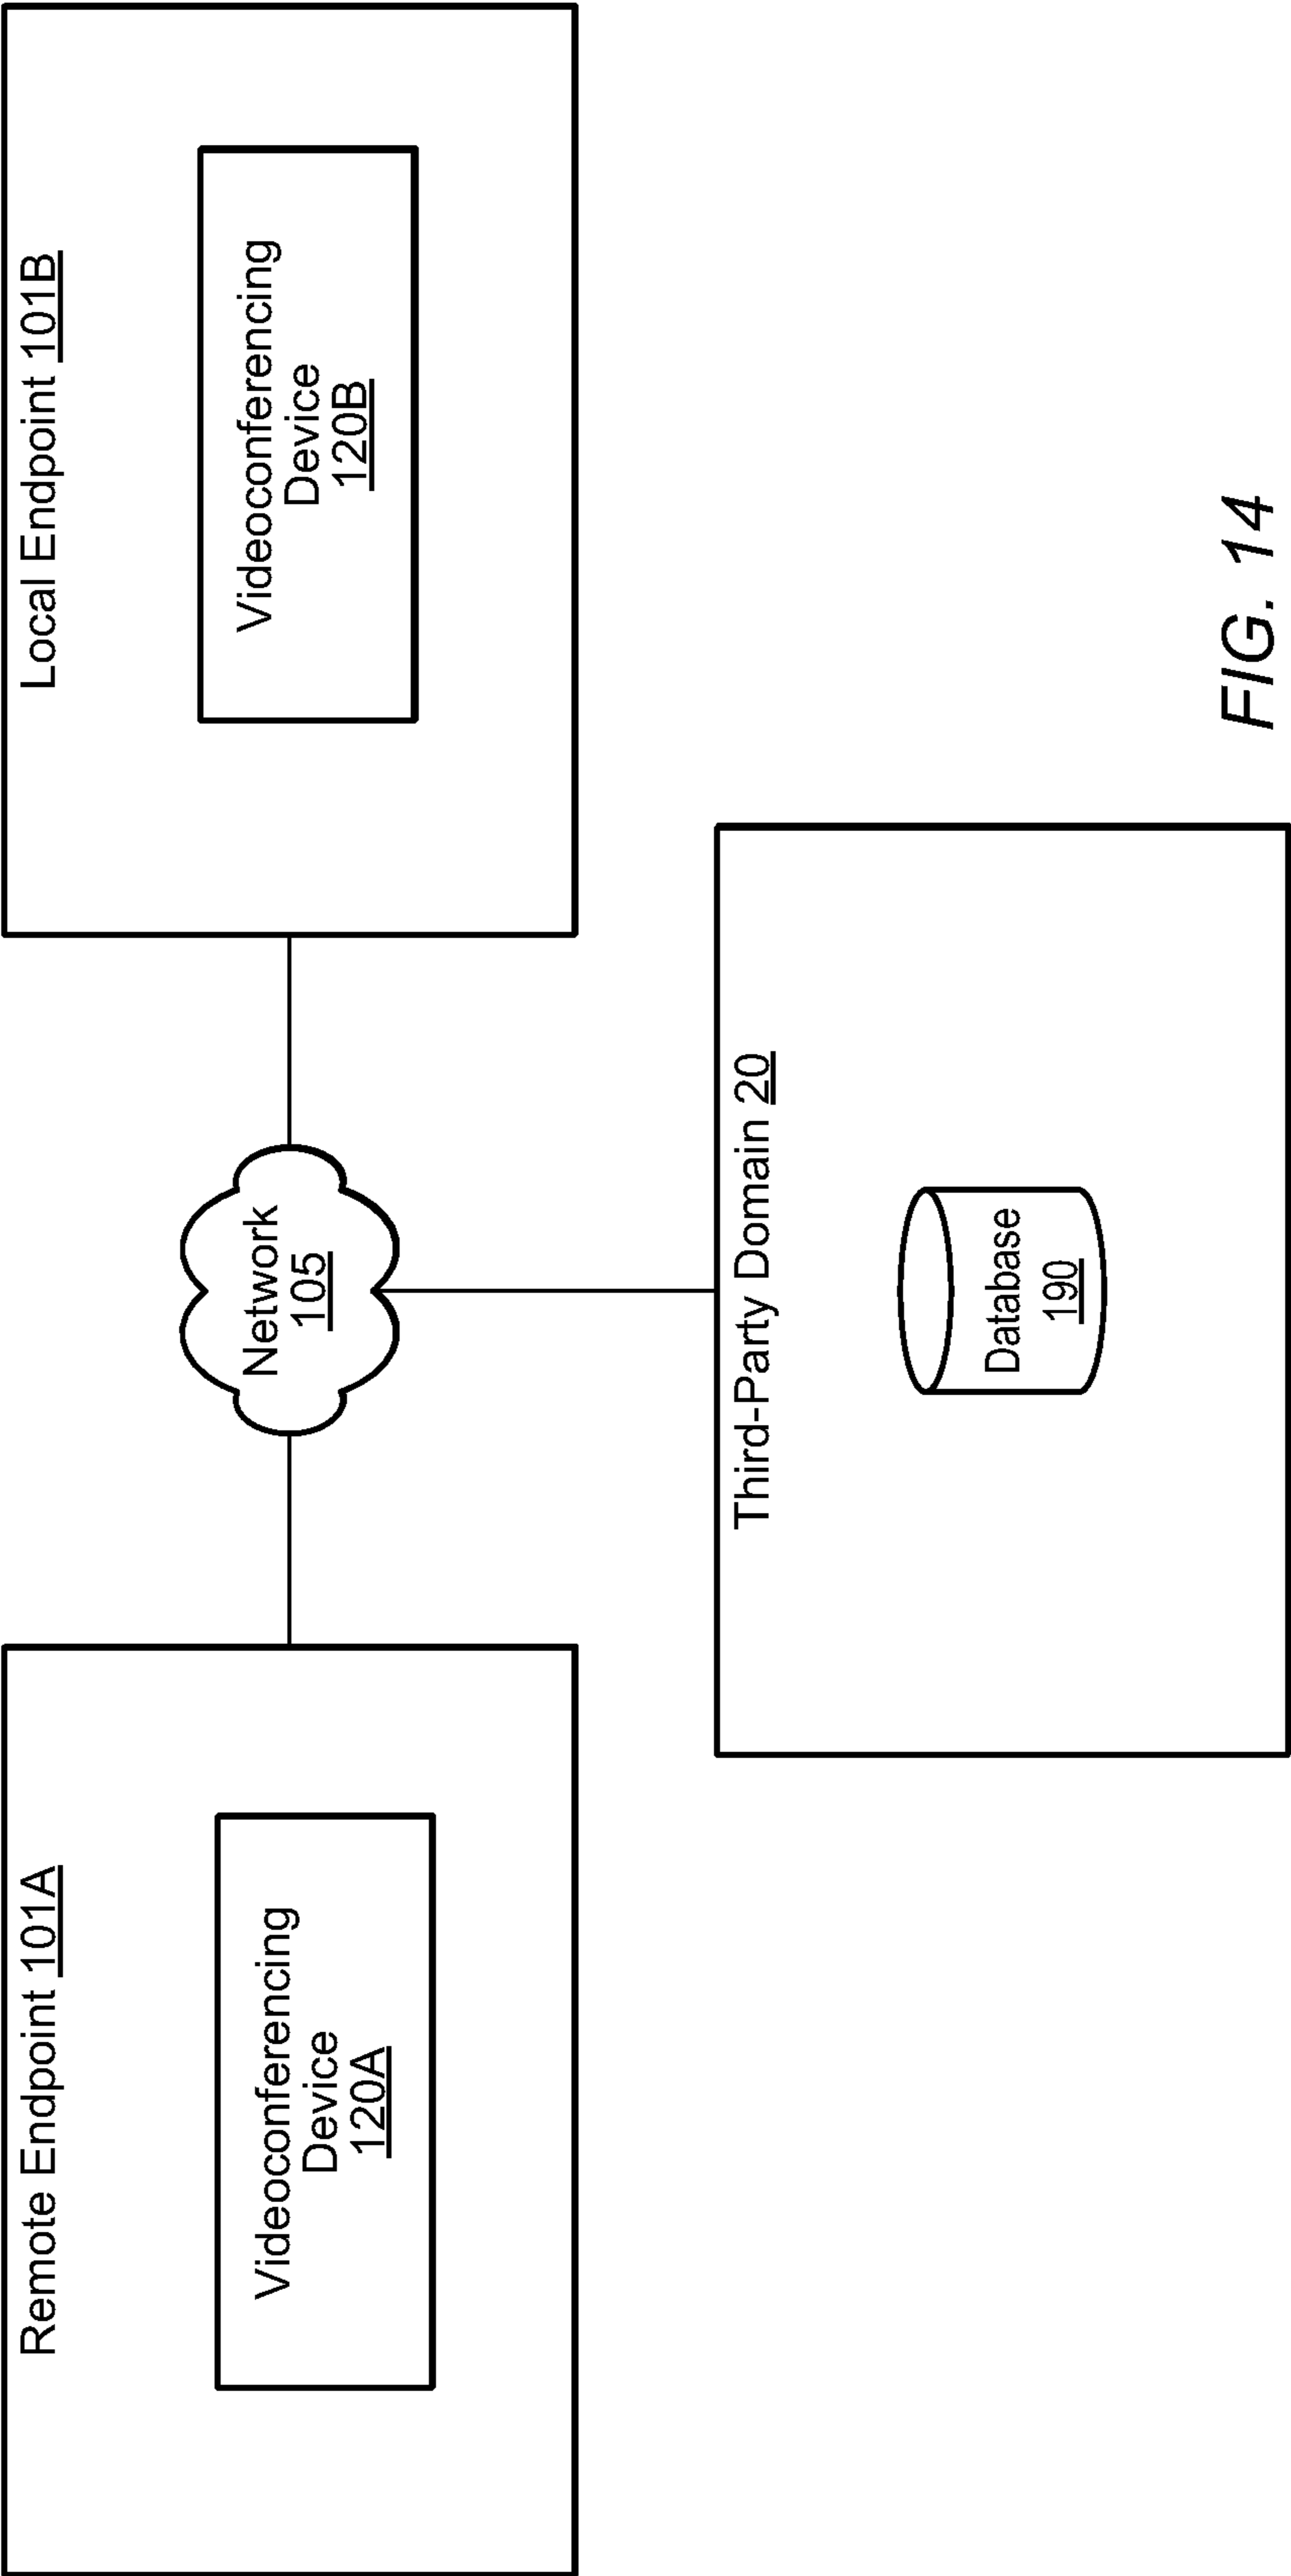 Remote Endpoint 101A
Videoconferencing
Device
120A
Network
105
Local Endpoint 101B
Videoconferencing
Device
120B
Third-Party Domain 20
Database
190
FIG. 14